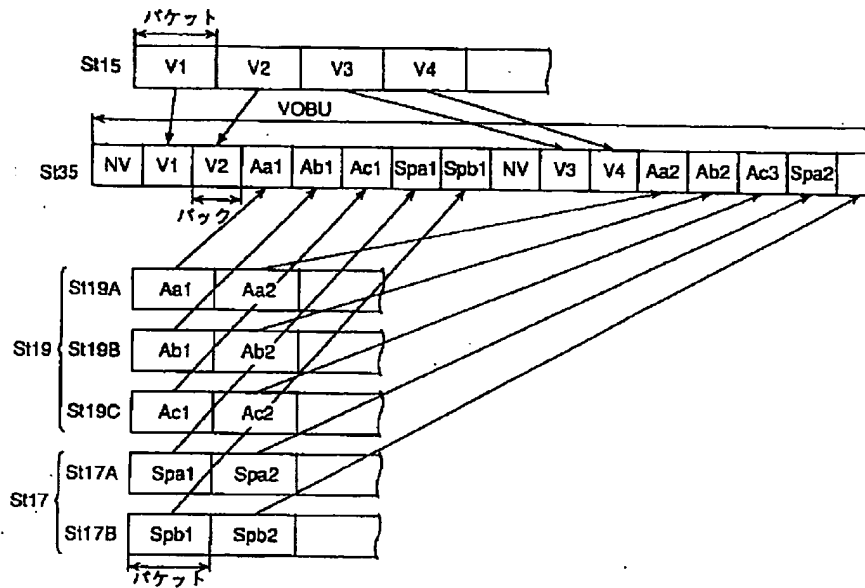 パケット
St15 V1 V2 V3 V4
VOBU
St35 NV V1 V2 Aa1 Ab1 Ac1 Spa1 Spb1 NV V3 V4 Aa2 Ab2 Ac3 Spa2
パック
St19
St19A Aa1 Aa2
St19B Ab1 Ab2
St19C Ac1 Ac2
St17
St17A Spa1 Spa2
St17B Spb1 Spb2
パケット